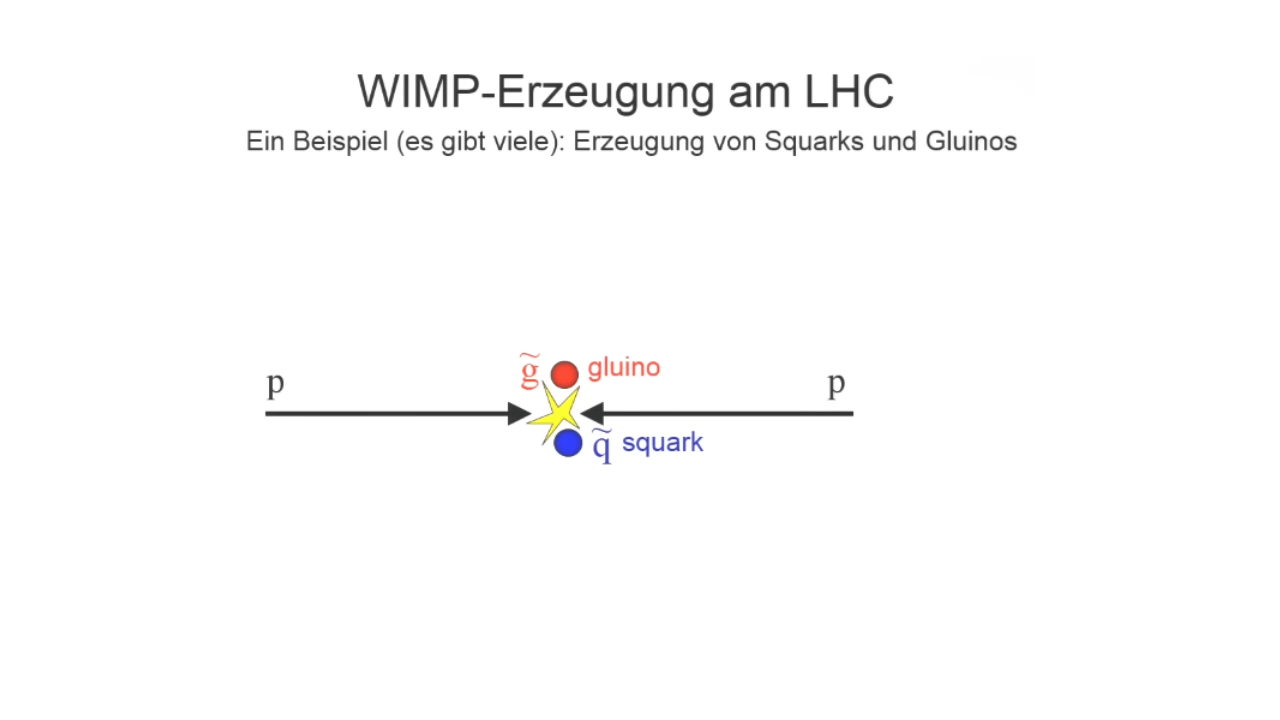 WIMP-Erzeugung am LHC
Ein Beispiel (es gibt viele): Erzeugung von Squarks und Gluinos
g̃ gluino
p p
q̃ squark